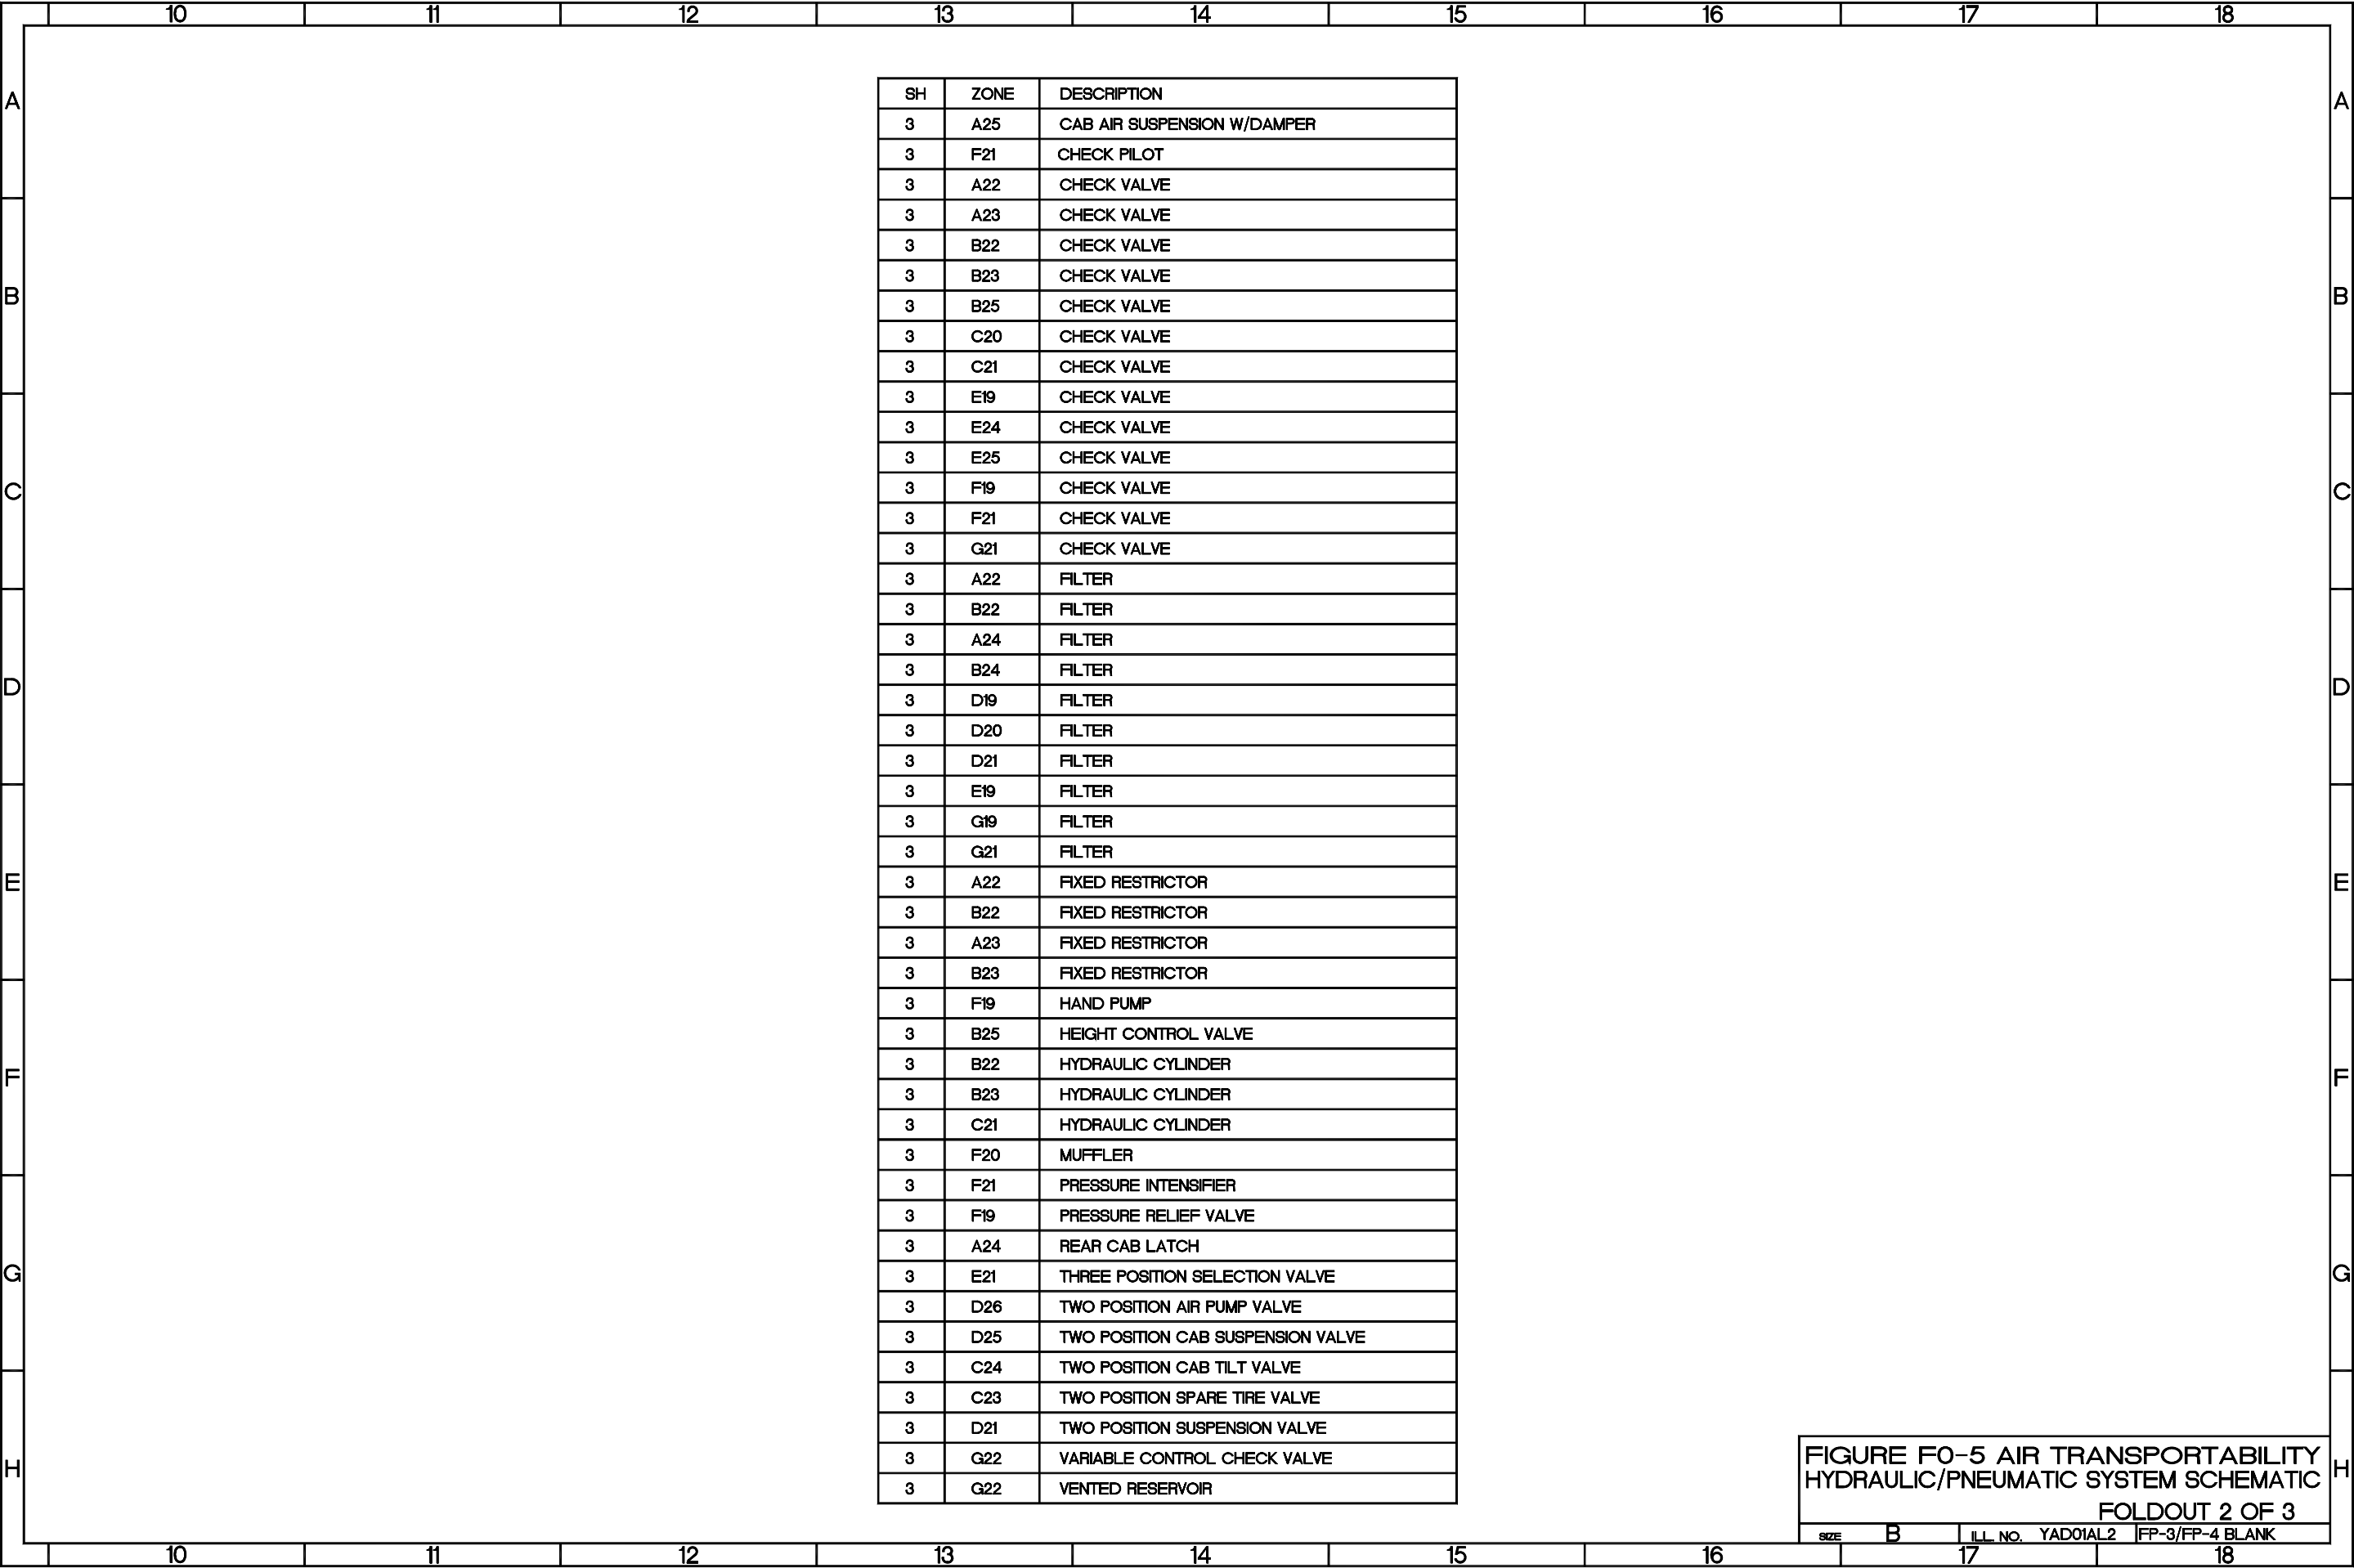 10 11 12 13 14 15 16 17 18
A A
B B
C C
D D
E E
F F
G G
H H
SH ZONE DESCRIPTION
3 A25 CAB AIR SUSPENSION W/DAMPER
3 F21 CHECK PILOT
3 A22 CHECK VALVE
3 A23 CHECK VALVE
3 B22 CHECK VALVE
3 B23 CHECK VALVE
3 B25 CHECK VALVE
3 C20 CHECK VALVE
3 C21 CHECK VALVE
3 E19 CHECK VALVE
3 E24 CHECK VALVE
3 E25 CHECK VALVE
3 F19 CHECK VALVE
3 F21 CHECK VALVE
3 G21 CHECK VALVE
3 A22 FILTER
3 B22 FILTER
3 A24 FILTER
3 B24 FILTER
3 D19 FILTER
3 D20 FILTER
3 D21 FILTER
3 E19 FILTER
3 G19 FILTER
3 G21 FILTER
3 A22 FIXED RESTRICTOR
3 B22 FIXED RESTRICTOR
3 A23 FIXED RESTRICTOR
3 B23 FIXED RESTRICTOR
3 F19 HAND PUMP
3 B25 HEIGHT CONTROL VALVE
3 B22 HYDRAULIC CYLINDER
3 B23 HYDRAULIC CYLINDER
3 C21 HYDRAULIC CYLINDER
3 F20 MUFFLER
3 F21 PRESSURE INTENSIFIER
3 F19 PRESSURE RELIEF VALVE
3 A24 REAR CAB LATCH
3 E21 THREE POSITION SELECTION VALVE
3 D26 TWO POSITION AIR PUMP VALVE
3 D25 TWO POSITION CAB SUSPENSION VALVE
3 C24 TWO POSITION CAB TILT VALVE
3 C23 TWO POSITION SPARE TIRE VALVE
3 D21 TWO POSITION SUSPENSION VALVE
3 G22 VARIABLE CONTROL CHECK VALVE
3 G22 VENTED RESERVOIR
FIGURE FO-5 AIR TRANSPORTABILITY
HYDRAULIC/PNEUMATIC SYSTEM SCHEMATIC
FOLDOUT 2 OF 3
SIZE B ILL. NO. YAD01AL2 FP-3/FP-4 BLANK
10 11 12 13 14 15 16 17 18